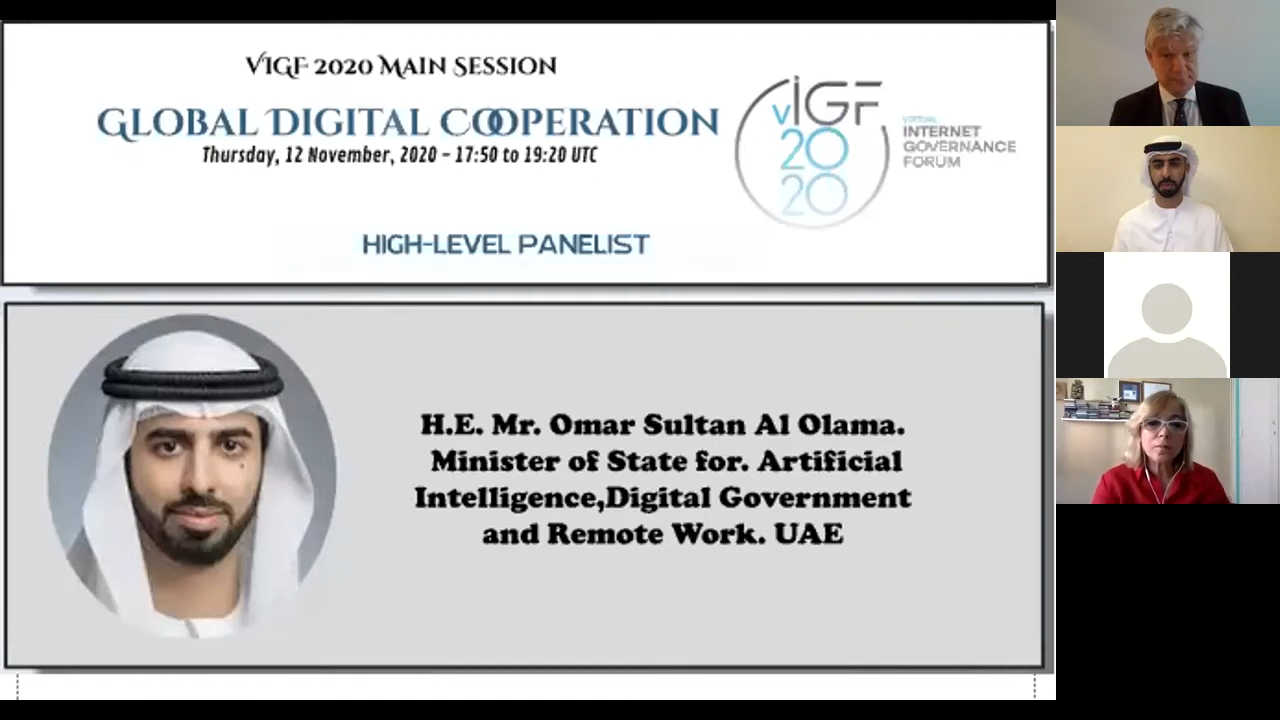 VIGF 2020 MAIN SESSION
GLOBAL DIGITAL COOPERATION
Thursday, 12 November, 2020 – 17:50 to 19:20 UTC
vIGF
20
20
VIRTUAL
INTERNET
GOVERNANCE
FORUM
HIGH-LEVEL PANELIST
H.E. Mr. Omar Sultan Al Olama.
Minister of State for. Artificial
Intelligence,Digital Government
and Remote Work. UAE